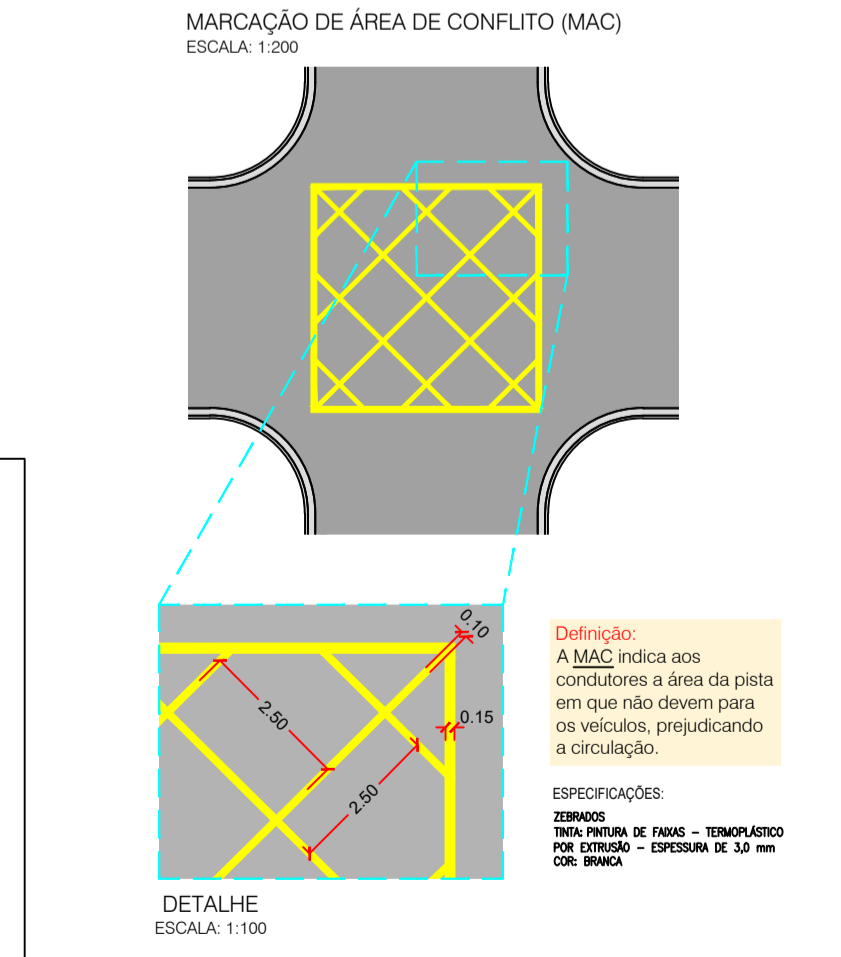 MARCAÇÃO DE ÁREA DE CONFLITO (MAC)
ESCALA: 1:200
0.10
2.50
0.15
2.50
Definição:
A MAC indica aos
condutores a área da pista
em que não devem para
os veículos, prejudicando
a circulação.
ESPECIFICAÇÕES:
ZEBRADOS
TINTA: PINTURA DE FAIXAS – TERMOPLÁSTICO
POR EXTRUSÃO – ESPESSURA DE 3,0 mm
COR: BRANCA
DETALHE
ESCALA: 1:100